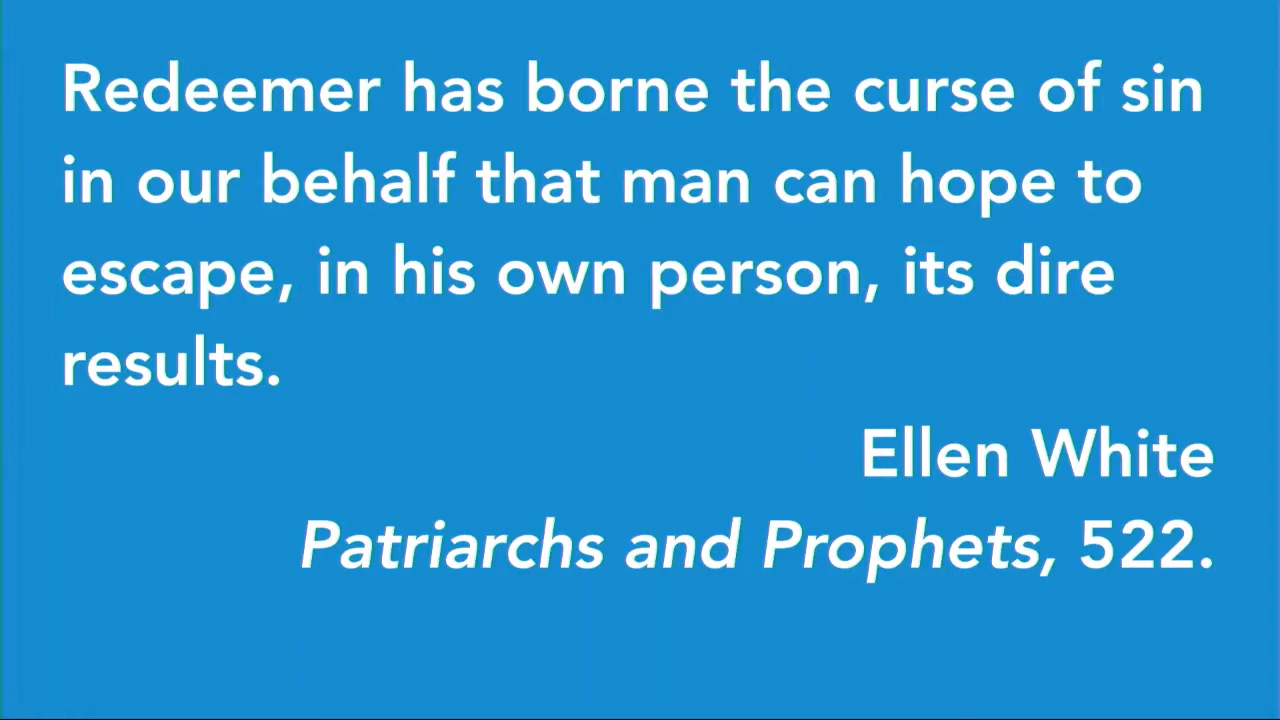 Redeemer has borne the curse of sin
in our behalf that man can hope to
escape, in his own person, its dire
results.
Ellen White
Patriarchs and Prophets, 522.